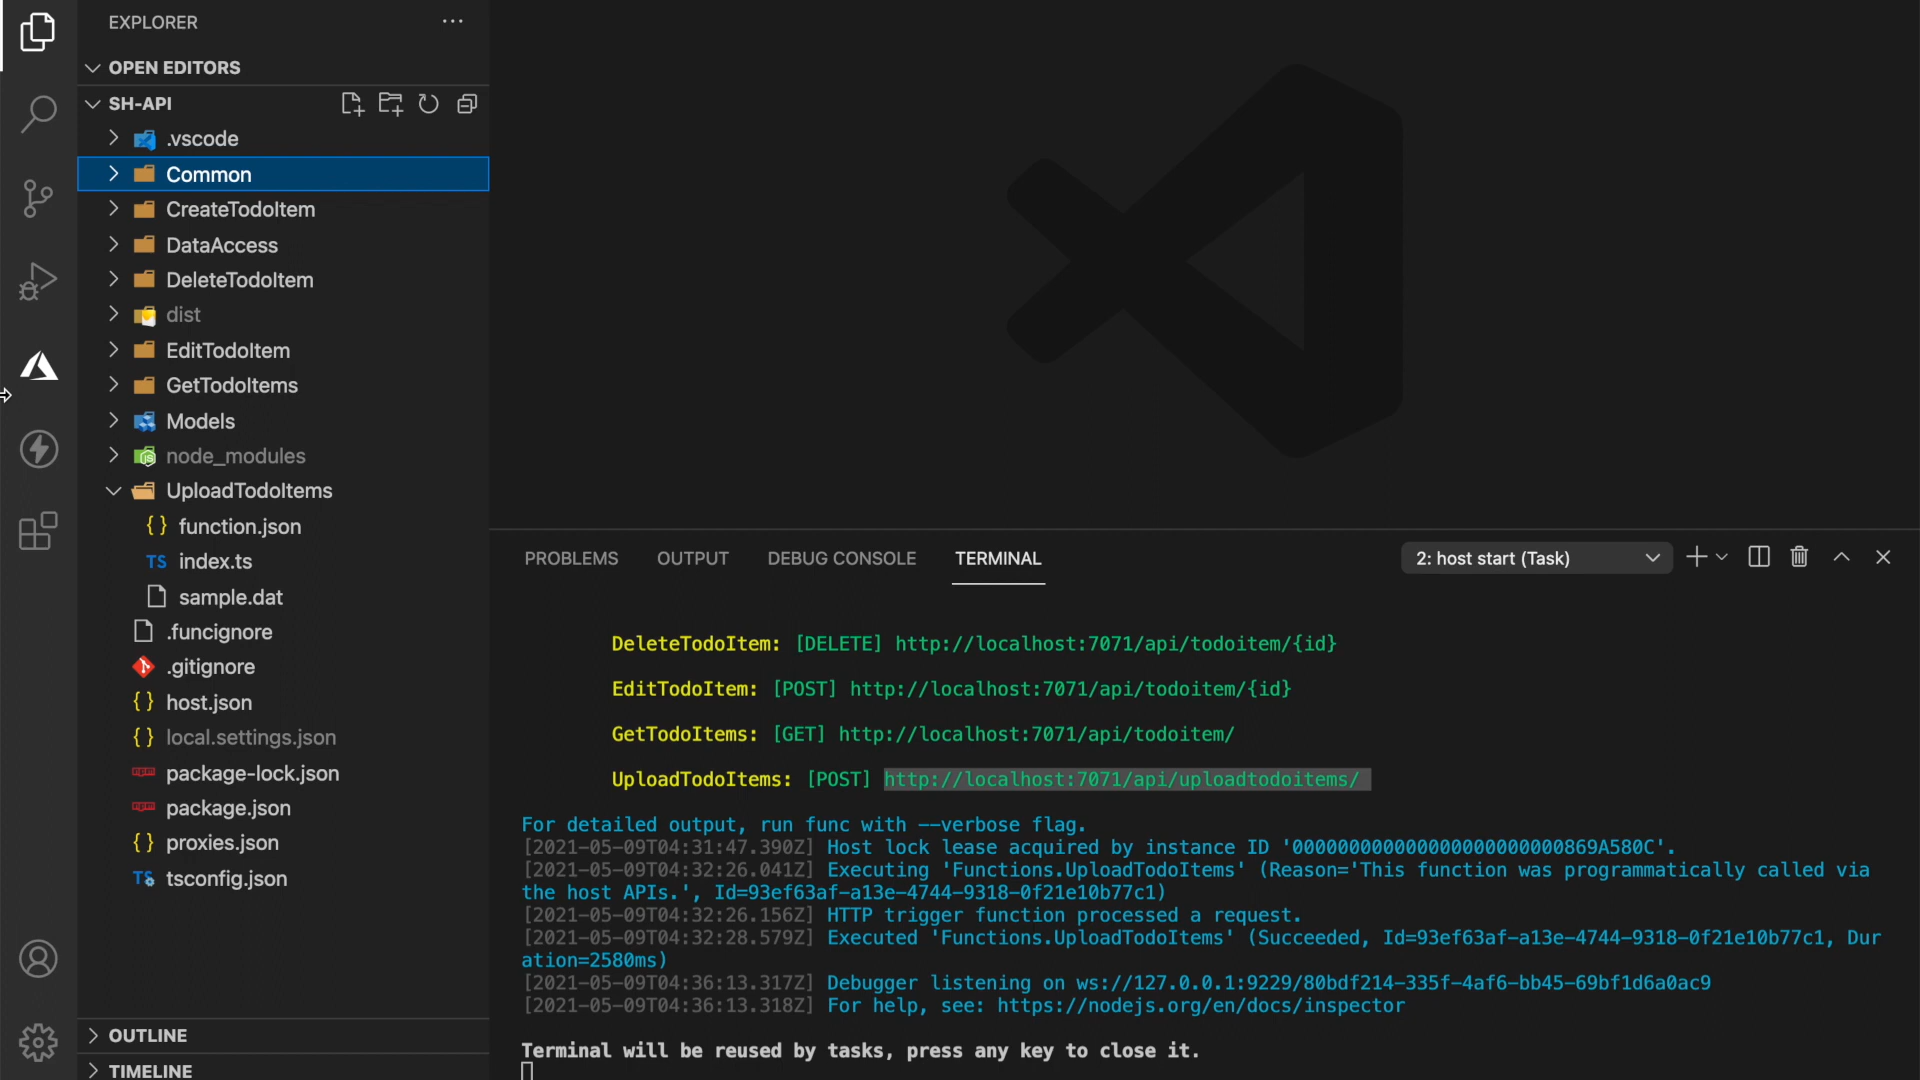 EXPLORER
OPEN EDITORS
SH-API
.vscode
Common
CreateTodoItem
DataAccess
DeleteTodoItem
dist
EditTodoItem
GetTodoItems
Models
node_modules
UploadTodoItems
{ } function.json
TS index.ts
sample.dat
.funcignore
.gitignore
{ } host.json
{ } local.settings.json
package-lock.json
package.json
{ } proxies.json
TS tsconfig.json
OUTLINE
TIMELINE
PROBLEMS OUTPUT DEBUG CONSOLE TERMINAL 2: host start (Task)
DeleteTodoItem: [DELETE] http://localhost:7071/api/todoitem/{id}
EditTodoItem: [POST] http://localhost:7071/api/todoitem/{id}
GetTodoItems: [GET] http://localhost:7071/api/todoitem/
UploadTodoItems: [POST] http://localhost:7071/api/uploadtodoitems/
For detailed output, run func with --verbose flag.
[2021-05-09T04:31:47.390Z] Host lock lease acquired by instance ID '000000000000000000000000869A580C'.
[2021-05-09T04:32:26.041Z] Executing 'Functions.UploadTodoItems' (Reason='This function was programmatically called via
the host APIs.', Id=93ef63af-a13e-4744-9318-0f21e10b77c1)
[2021-05-09T04:32:26.156Z] HTTP trigger function processed a request.
[2021-05-09T04:32:28.579Z] Executed 'Functions.UploadTodoItems' (Succeeded, Id=93ef63af-a13e-4744-9318-0f21e10b77c1, Dur
ation=2580ms)
[2021-05-09T04:36:13.317Z] Debugger listening on ws://127.0.0.1:9229/80bdf214-335f-4af6-bb45-69bf1d6a0ac9
[2021-05-09T04:36:13.318Z] For help, see: https://nodejs.org/en/docs/inspector
Terminal will be reused by tasks, press any key to close it.